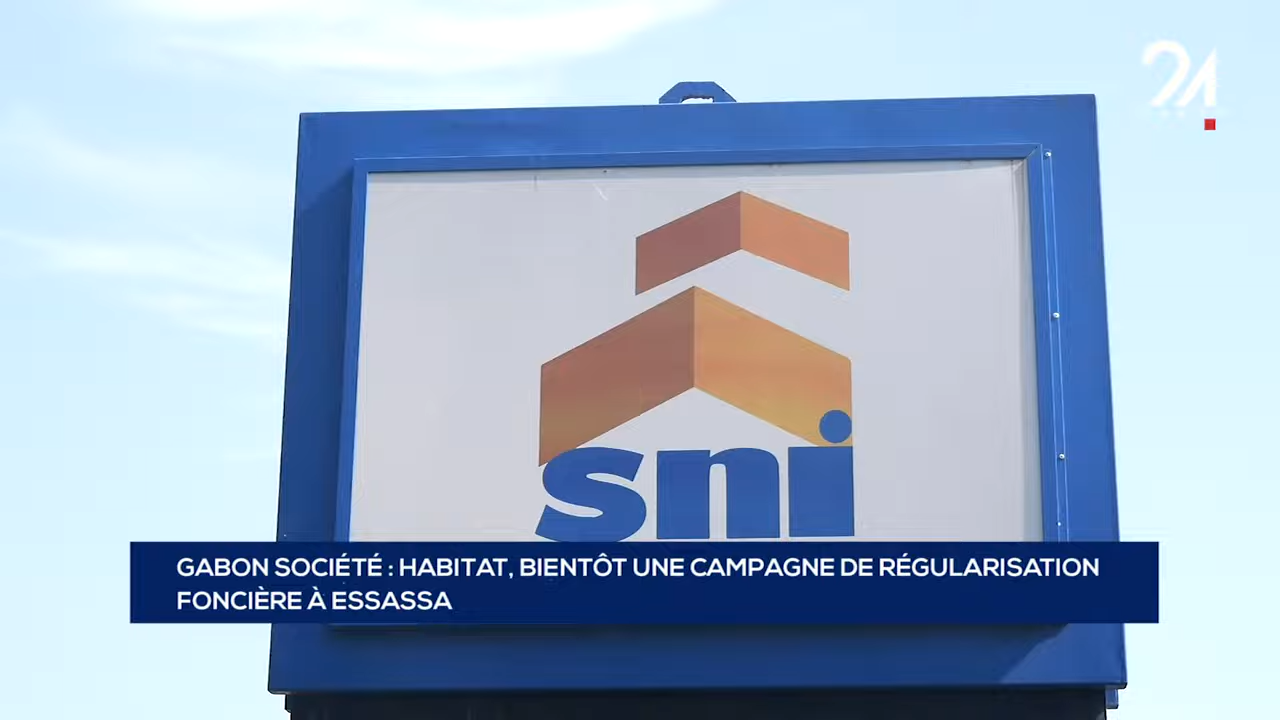 24
sni
GABON SOCIÉTÉ : HABITAT, BIENTÔT UNE CAMPAGNE DE RÉGULARISATION
FONCIÈRE À ESSASSA